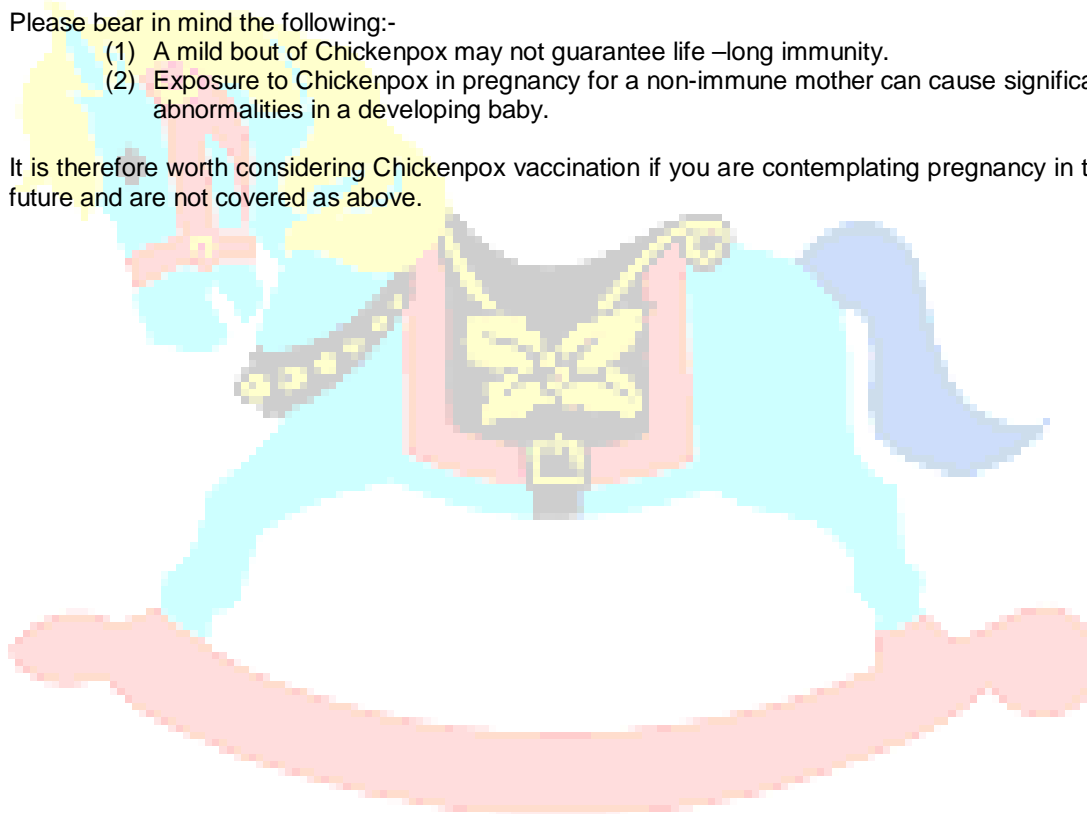 Please bear in mind the following:-
(1) A mild bout of Chickenpox may not guarantee life –long immunity.
(2) Exposure to Chickenpox in pregnancy for a non-immune mother can cause
abnormalities in a developing baby.
It is therefore worth considering Chickenpox vaccination if you are contemplating pregnancy in
future and are not covered as above.